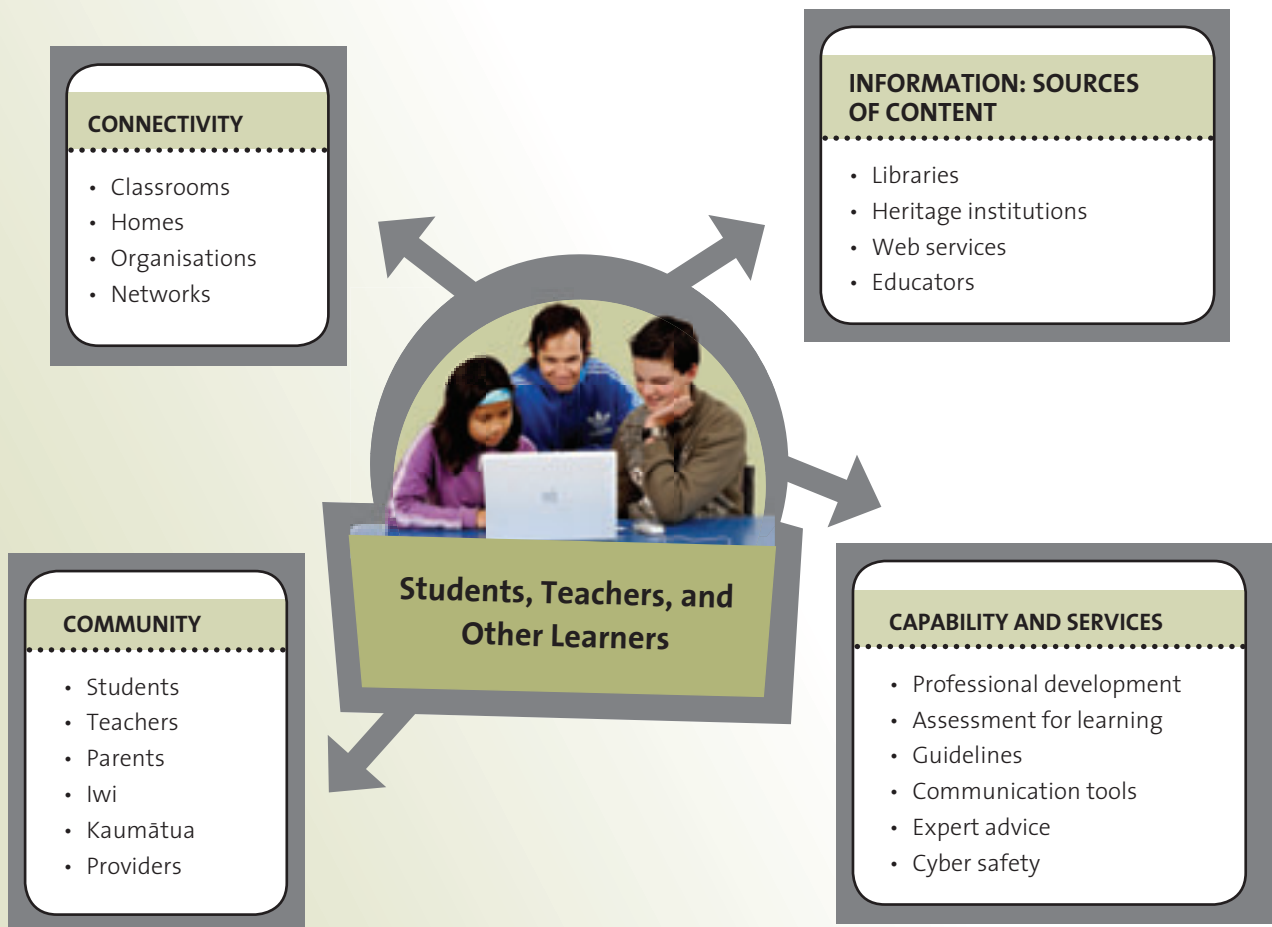 CONNECTIVITY
• Classrooms
• Homes
• Organisations
• Networks
INFORMATION: SOURCES
OF CONTENT
• Libraries
• Heritage institutions
• Web services
• Educators
Students, Teachers, and
Other Learners
COMMUNITY
• Students
• Teachers
• Parents
• Iwi
• Kaumātua
• Providers
CAPABILITY AND SERVICES
• Professional development
• Assessment for learning
• Guidelines
• Communication tools
• Expert advice
• Cyber safety